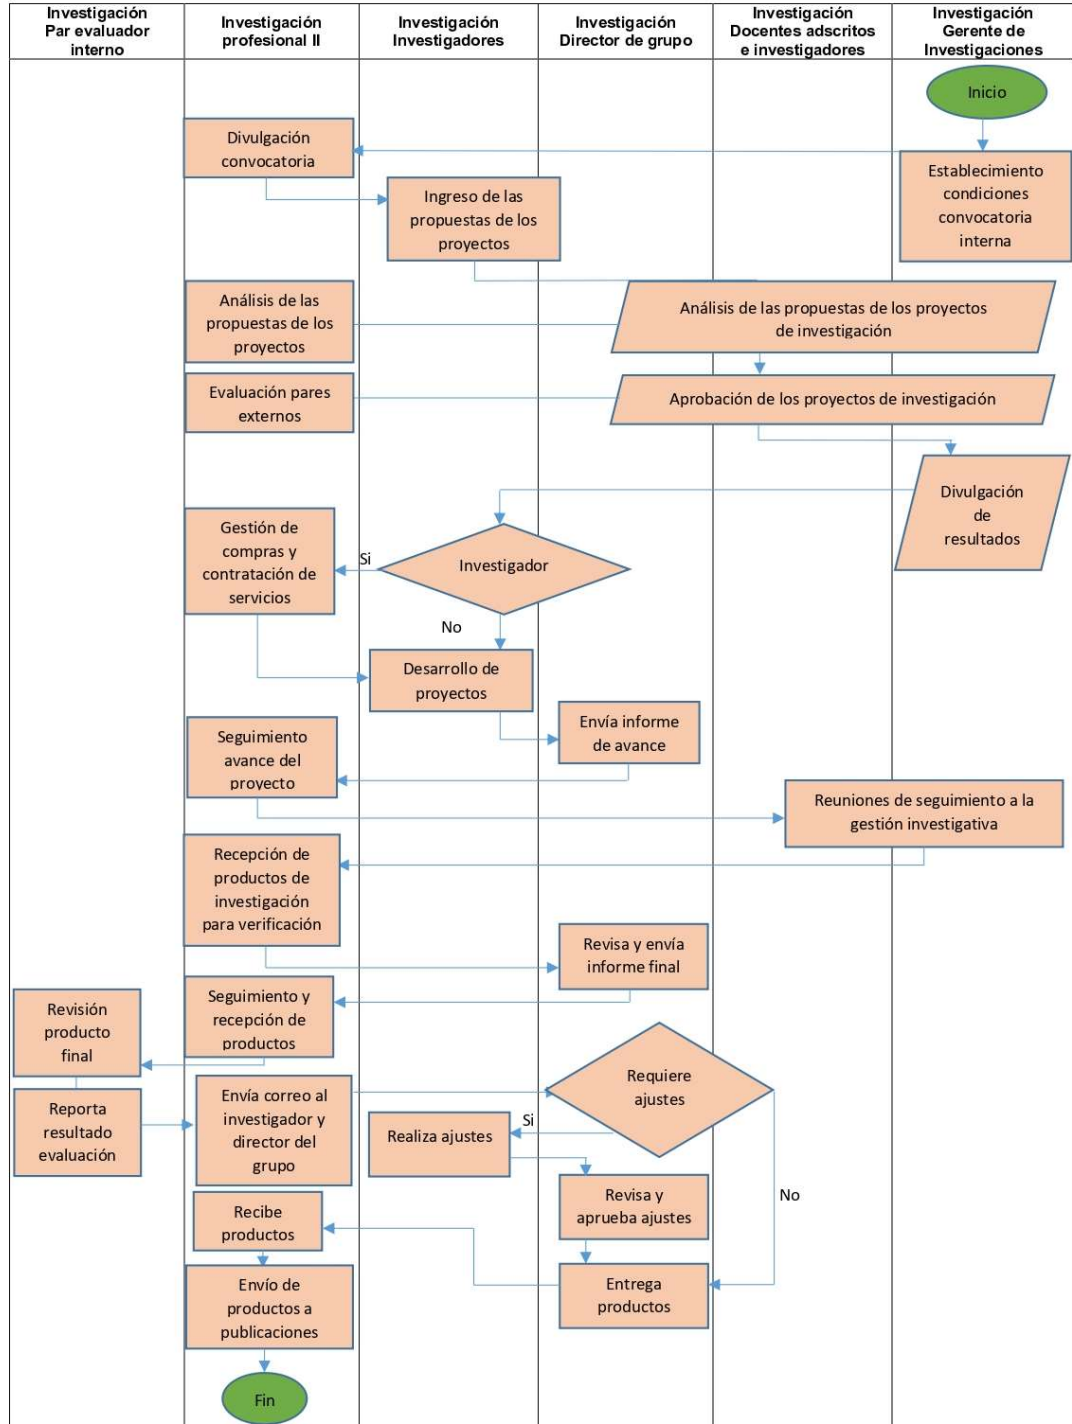 Investigación
Par evaluador
interno
Investigación
profesional II
Investigación
Investigadores
Investigación
Director de grupo
Investigación
Docentes adscritos
e investigadores
Investigación
Gerente de
Investigaciones
Inicio
Divulgación
convocatoria
Establecimiento
condiciones
convocatoria
interna
Ingreso de las
propuestas de los
proyectos
Análisis de las
propuestas de los
proyectos
Análisis de las propuestas de los proyectos
de investigación
Evaluación pares
externos
Aprobación de los proyectos de investigación
Divulgación
de
resultados
Gestión de
compras y
contratación de
servicios
Si
Investigador
No
Desarrollo de
proyectos
Envía informe
de avance
Seguimiento
avance del
proyecto
Reuniones de seguimiento a la
gestión investigativa
Recepción de
productos de
investigación
para verificación
Revisa y envía
informe final
Revisión
producto
final
Seguimiento y
recepción de
productos
Requiere
ajustes
Reporta
resultado
evaluación
Envía correo al
investigador y
director del
grupo
Realiza ajustes
Si
No
Revisa y
aprueba ajustes
Recibe
productos
Entrega
productos
Envío de
productos a
publicaciones
Fin